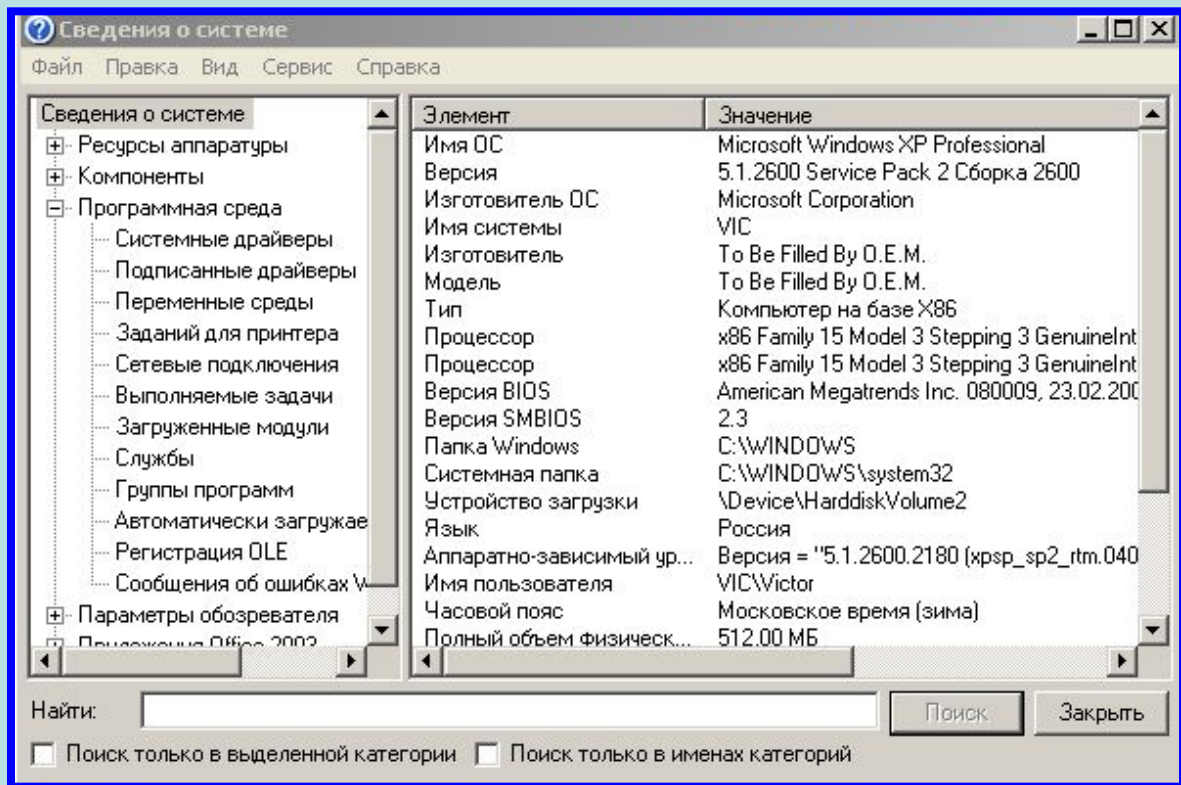 Сведения о системе
Файл Правка Вид Сервис Справка
Сведения о системе
Ресурсы аппаратуры
Компоненты
Программная среда
Системные драйверы
Подписанные драйверы
Переменные среды
Заданий для принтера
Сетевые подключения
Выполняемые задачи
Загруженные модули
Службы
Группы программ
Автоматически загружае
Регистрация OLE
Сообщения об ошибках W
Параметры обозревателя
Приложения Office 2003
Элемент Значение
Имя ОС Microsoft Windows XP Professional
Версия 5.1.2600 Service Pack 2 Сборка 2600
Изготовитель ОС Microsoft Corporation
Имя системы VIC
Изготовитель To Be Filled By O.E.M.
Модель To Be Filled By O.E.M.
Тип Компьютер на базе X86
Процессор x86 Family 15 Model 3 Stepping 3 GenuineInt
Процессор x86 Family 15 Model 3 Stepping 3 GenuineInt
Версия BIOS American Megatrends Inc. 080009, 23.02.200
Версия SMBIOS 2.3
Папка Windows C:\WINDOWS
Системная папка C:\WINDOWS\system32
Устройство загрузки \Device\HarddiskVolume2
Язык Россия
Аппаратно-зависимый ур... Версия = "5.1.2600.2180 (xpsp_sp2_rtm.040
Имя пользователя VIC\Victor
Часовой пояс Московское время (зима)
Полный объем физическ... 512.00 МБ
Найти: Поиск Закрыть
Поиск только в выделенной категории Поиск только в именах категорий